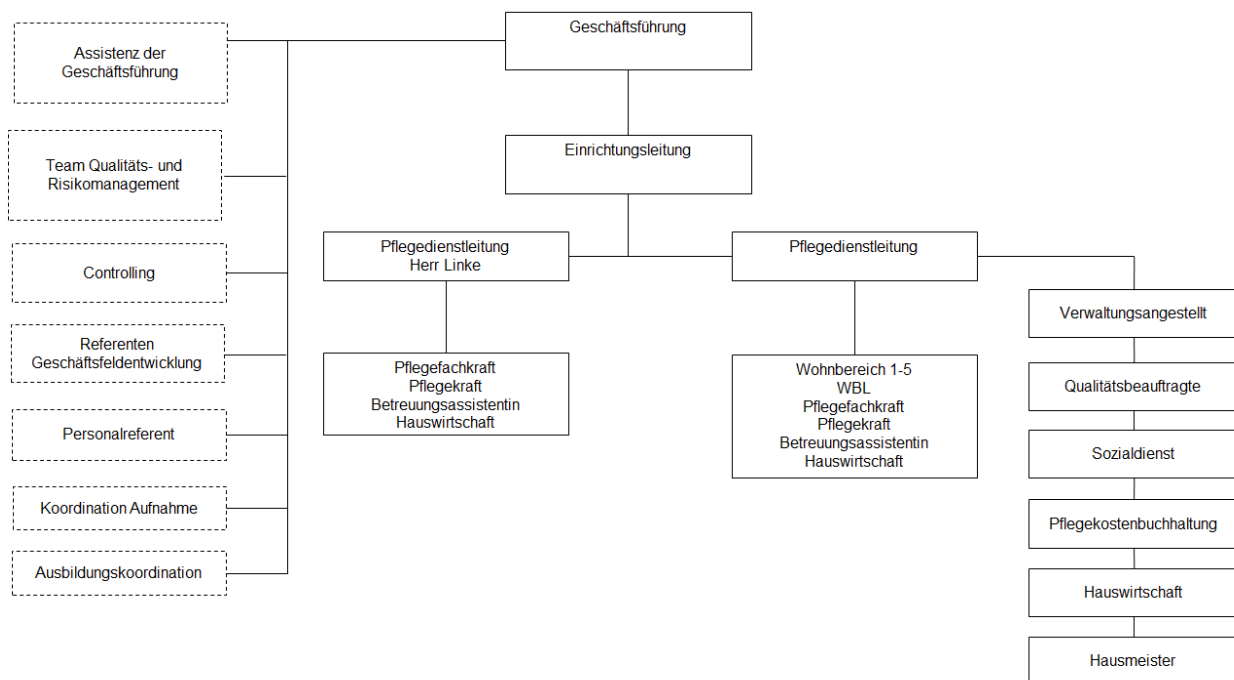 Geschäftsführung
Assistenz der
Geschäftsführung
Team Qualitäts- und
Risikomanagement
Controlling
Referenten
Geschäftsfeldentwicklung
Personalreferent
Koordination Aufnahme
Ausbildungskoordination
Einrichtungsleitung
Pflegedienstleitung
Herr Linke
Pflegefachkraft
Pflegekraft
Betreuungsassistentin
Hauswirtschaft
Pflegedienstleitung
Wohnbereich 1-5
WBL
Pflegefachkraft
Pflegekraft
Betreuungsassistentin
Hauswirtschaft
Verwaltungsangestellt
Qualitätsbeauftragte
Sozialdienst
Pflegekostenbuchhaltung
Hauswirtschaft
Hausmeister